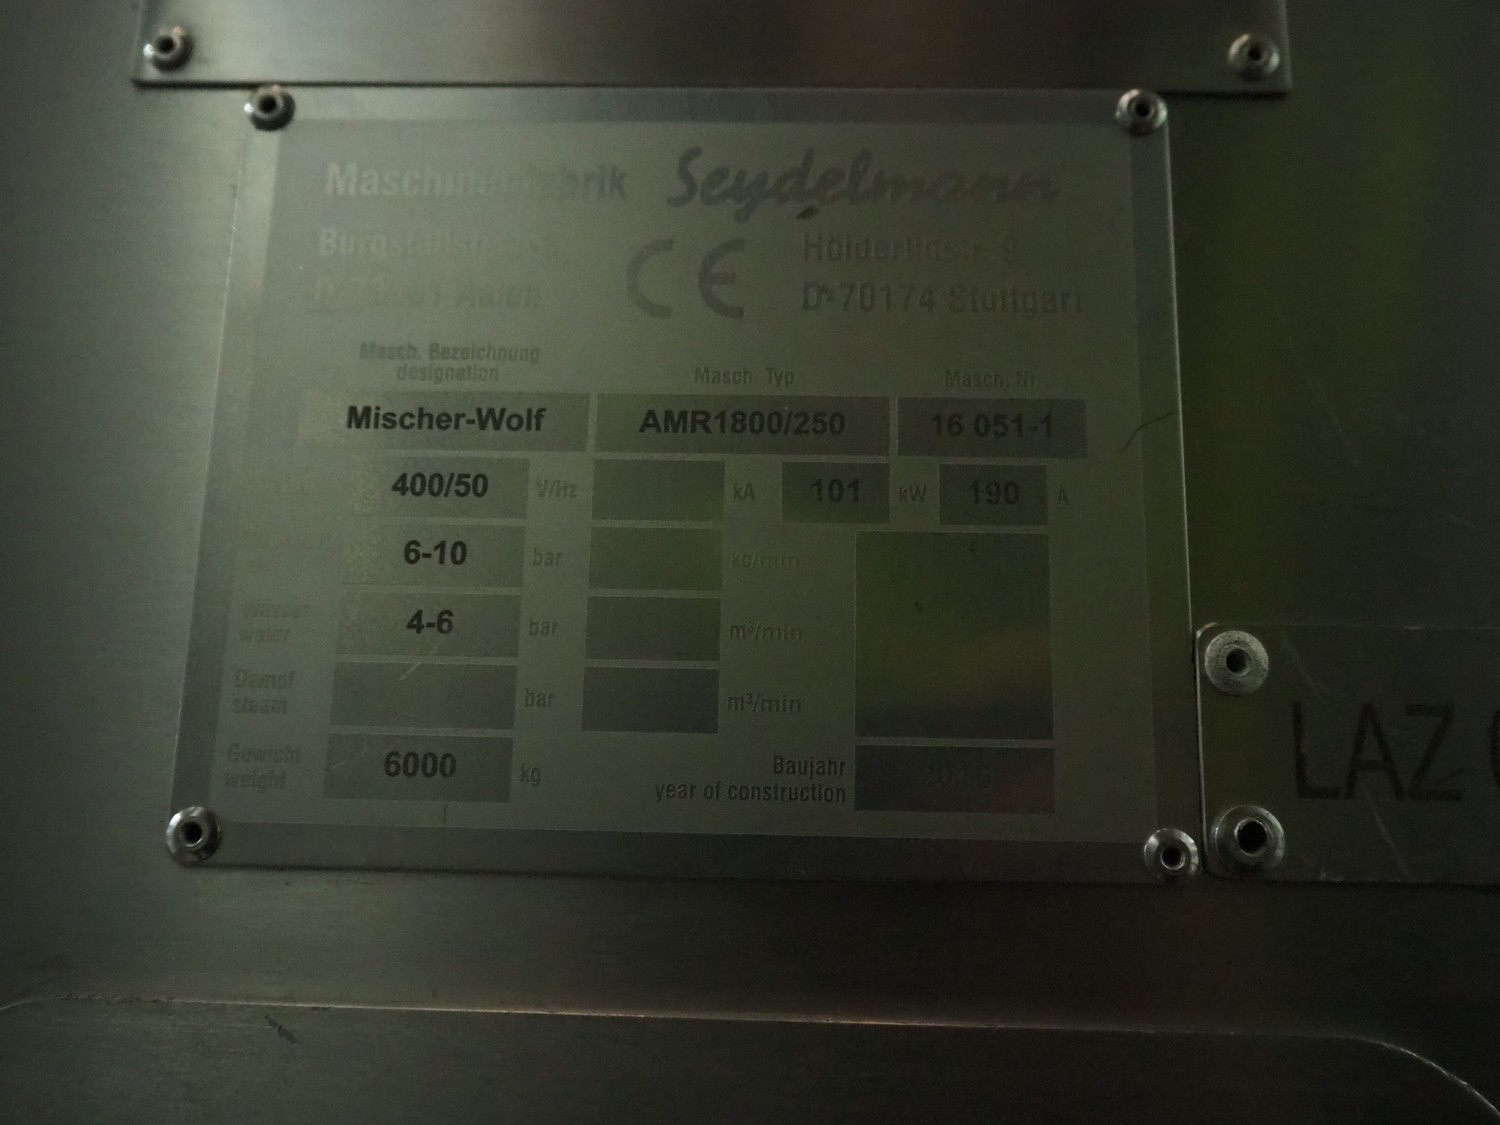 Maschinenfabrik Seydelmann
Burgstallstr.
CE
Hölderlinstr. 9
D-70174 Stuttgart
Masch. Bezeichnung
designation
Masch. Typ
Masch. Nr.
Mischer-Wolf AMR1800/250 16 051-1
400/50 V/Hz kA 101 kW 190 A
6-10 bar kg/min
Wasser
water
4-6 bar m³/min
Dampf
steam
bar m³/min
Gewicht
weight
6000 kg
Baujahr
year of construction
LAZ